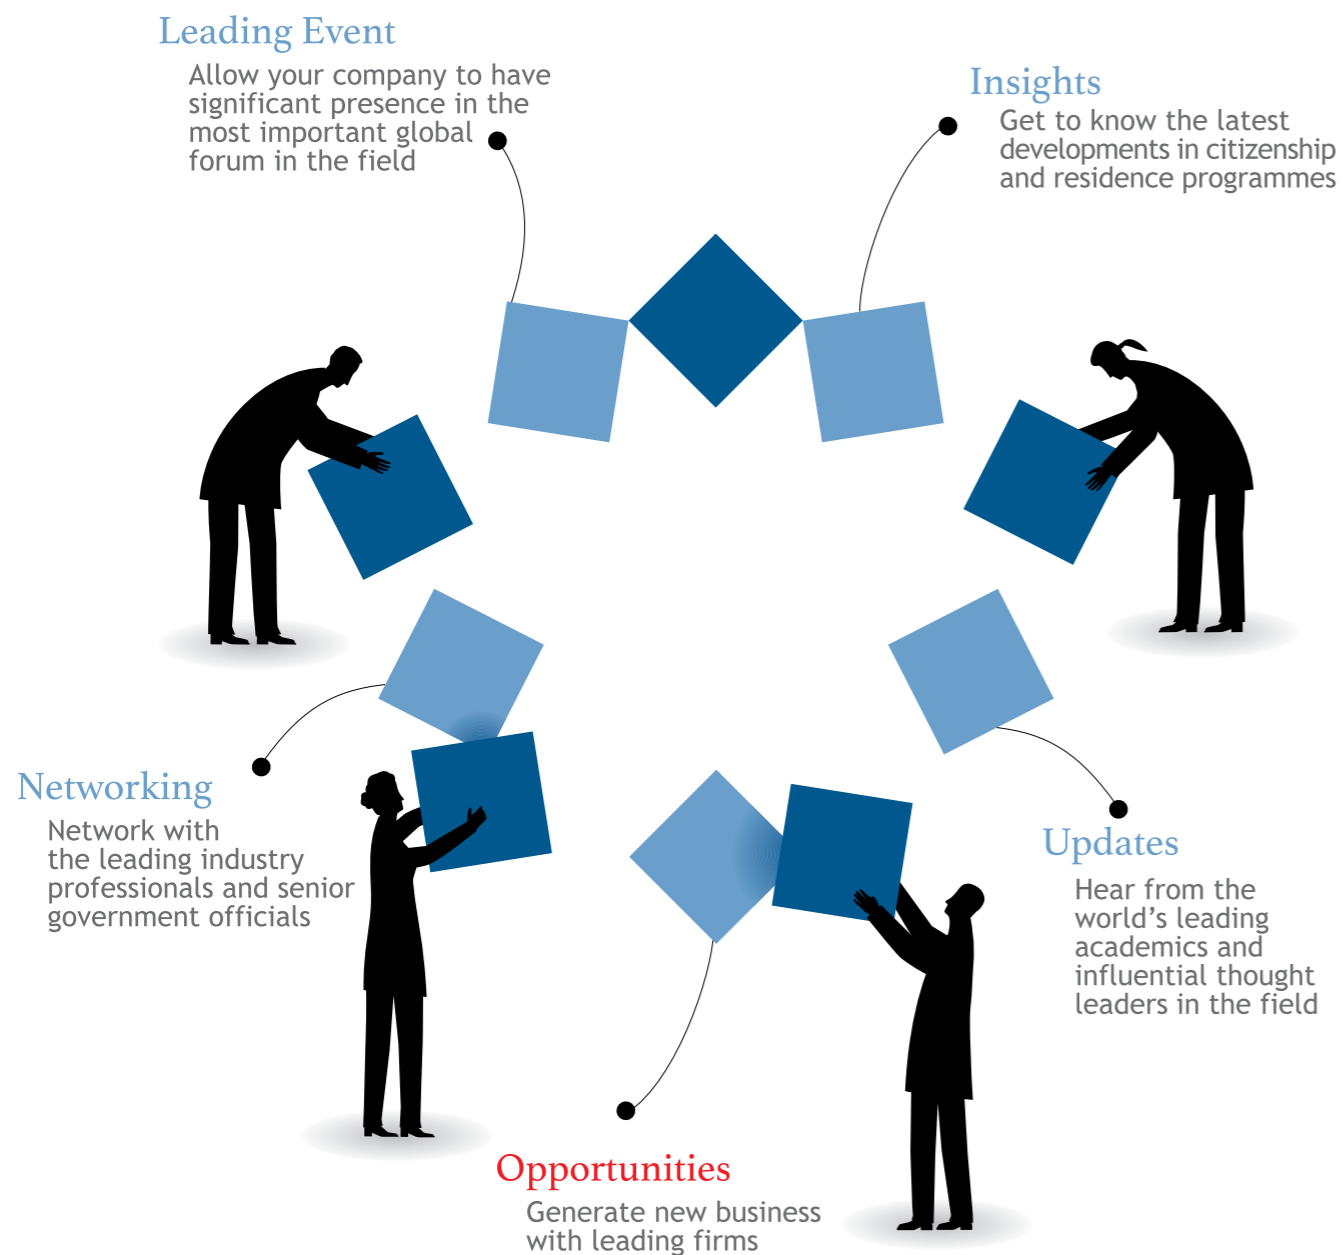 Leading Event
Allow your company to have
significant presence in the
most important global
forum in the field
Insights
Get to know the latest
developments in citizenship
and residence programmes
Networking
Network with
the leading industry
professionals and senior
government officials
Updates
Hear from the
world’s leading
academics and
influential thought
leaders in the field
Opportunities
Generate new business
with leading firms